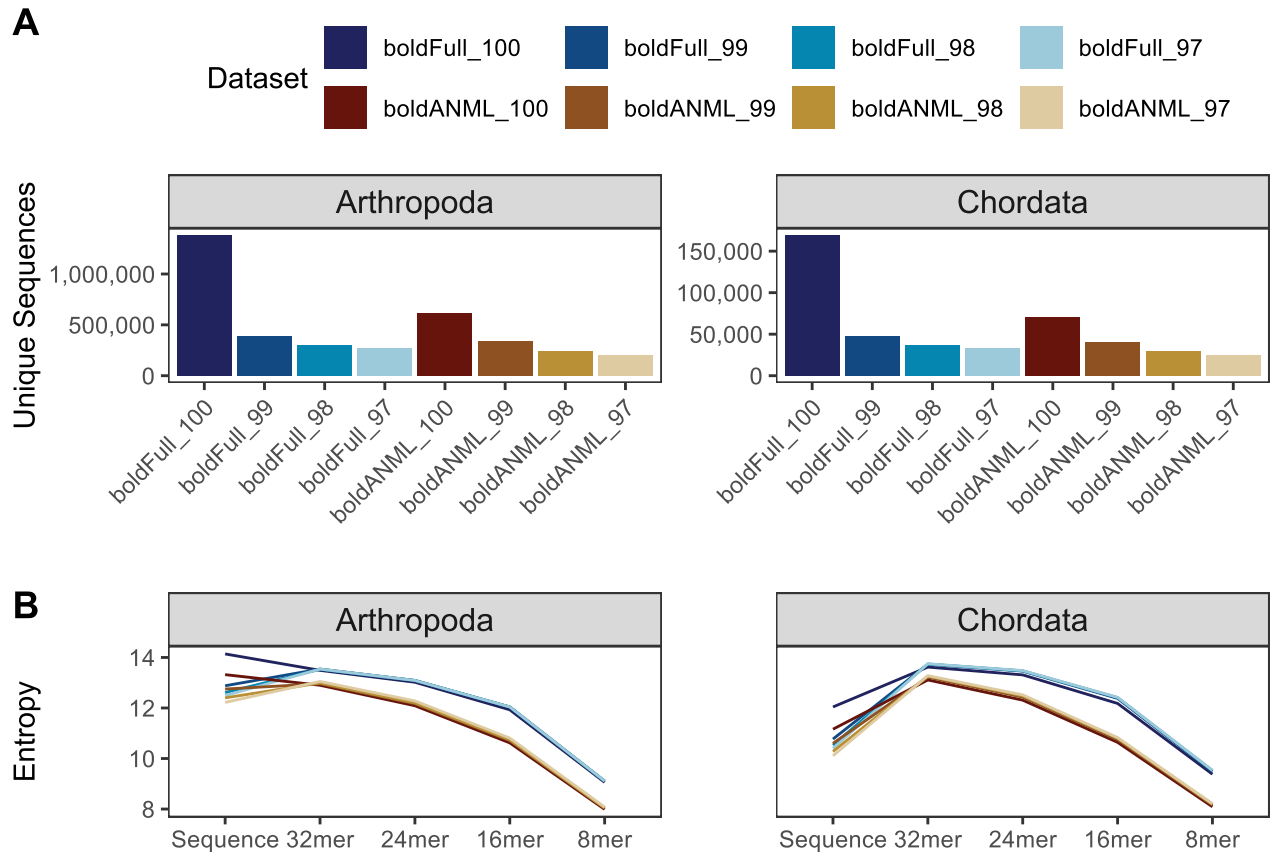 A
Dataset
boldFull_100 boldFull_99 boldFull_98 boldFull_97
boldANML_100 boldANML_99 boldANML_98 boldANML_97
Unique Sequences
Arthropoda
1,000,000
500,000
0
boldFull_100
boldFull_99
boldFull_98
boldFull_97
boldANML_100
boldANML_99
boldANML_98
boldANML_97
Chordata
150,000
100,000
50,000
0
boldFull_100
boldFull_99
boldFull_98
boldFull_97
boldANML_100
boldANML_99
boldANML_98
boldANML_97
B
Entropy
Arthropoda
14
12
10
8
Sequence 32mer 24mer 16mer 8mer
Chordata
Sequence 32mer 24mer 16mer 8mer